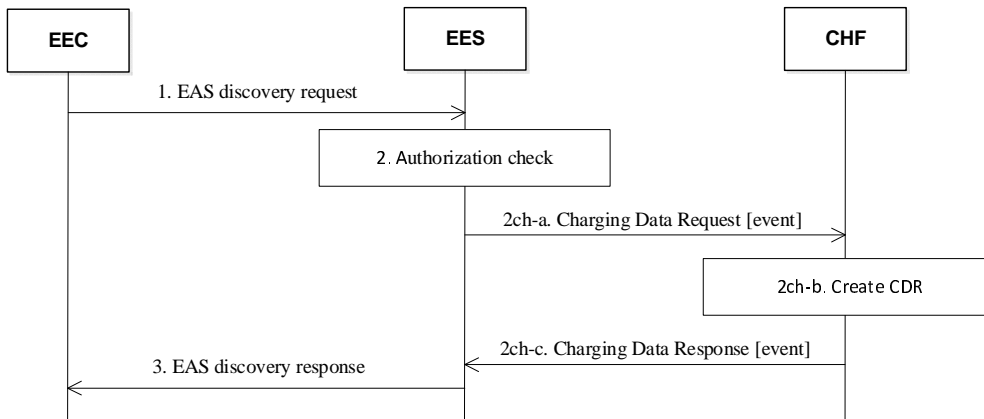 EEC
EES
CHF
1. EAS discovery request
2. Authorization check
2ch-a. Charging Data Request [event]
2ch-b. Create CDR
2ch-c. Charging Data Response [event]
3. EAS discovery response